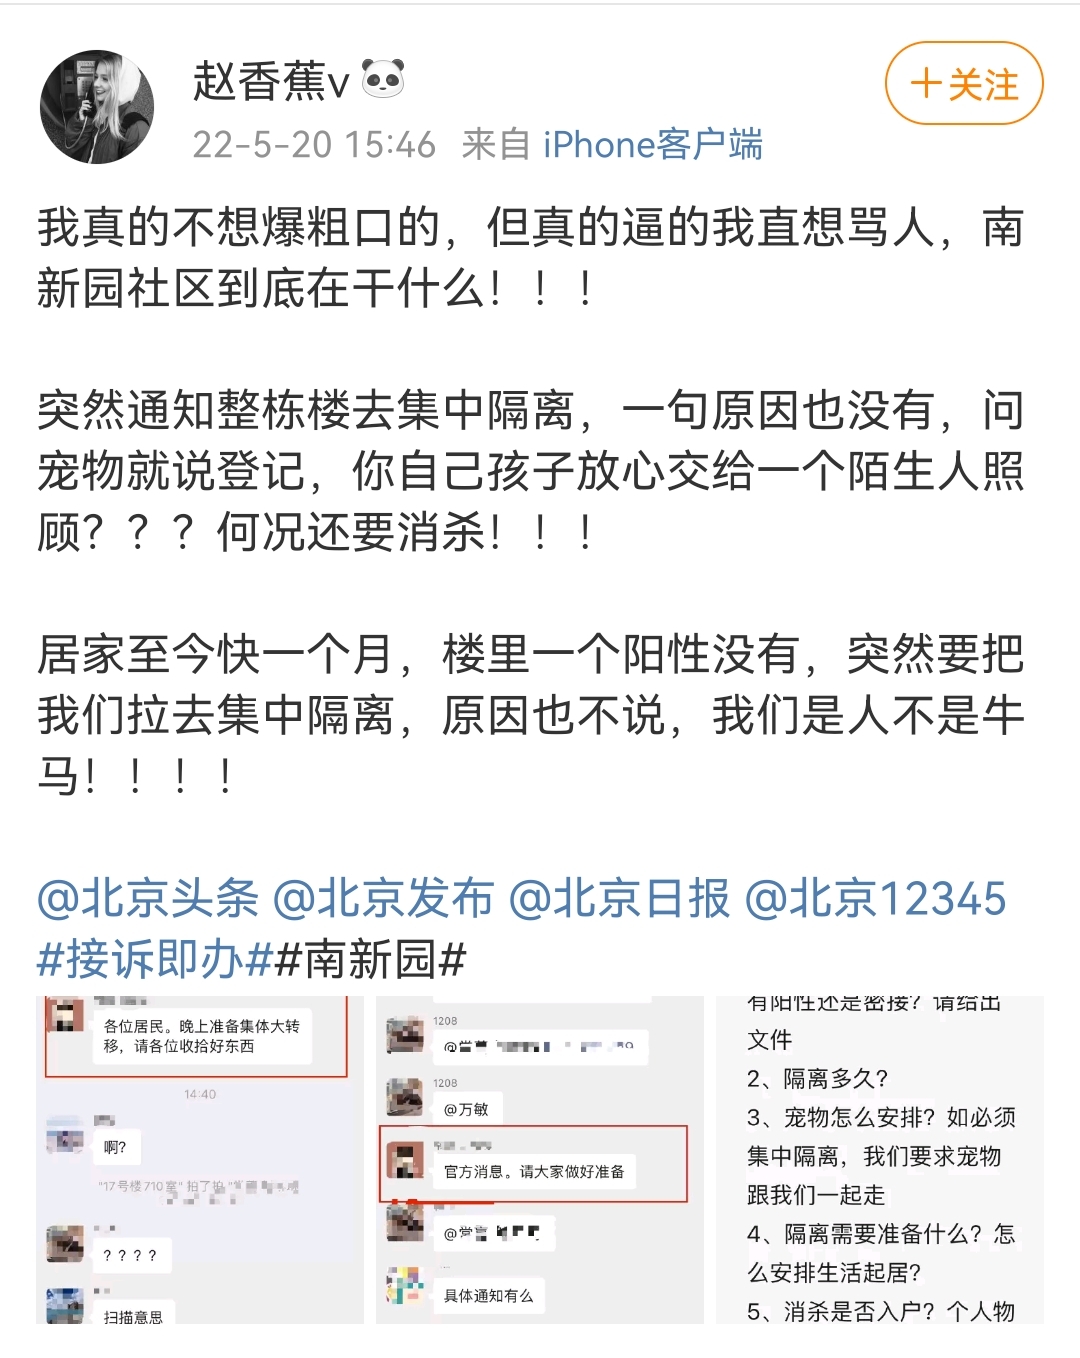 赵香蕉v
+关注
22-5-20 15:46 来自 iPhone客户端
我真的不想爆粗口的，但真的逼的我直想骂人，南
新园社区到底在干什么！！！
突然通知整栋楼去集中隔离，一句原因也没有，问
宠物就说登记，你自己孩子放心交给一个陌生人照
顾？？？何况还要消杀！！！
居家至今快一个月，楼里一个阳性没有，突然要把
我们拉去集中隔离，原因也不说，我们是人不是牛
马！！！！
@北京头条 @北京发布 @北京日报 @北京12345
#接诉即办##南新园#
各位居民。晚上准备集体大转
移，请各位收拾好东西
14:40
啊？
"17号楼710室" 拍了拍
？？？？
扫描意思
1208
1208
@万敏
官方消息。请大家做好准备
具体通知有么
有阳性还是密接？请给出
文件
2、隔离多久？
3、宠物怎么安排？如必须
集中隔离，我们要求宠物
跟我们一起走
4、隔离需要准备什么？怎
么安排生活起居？
5、消杀是否入户？个人物